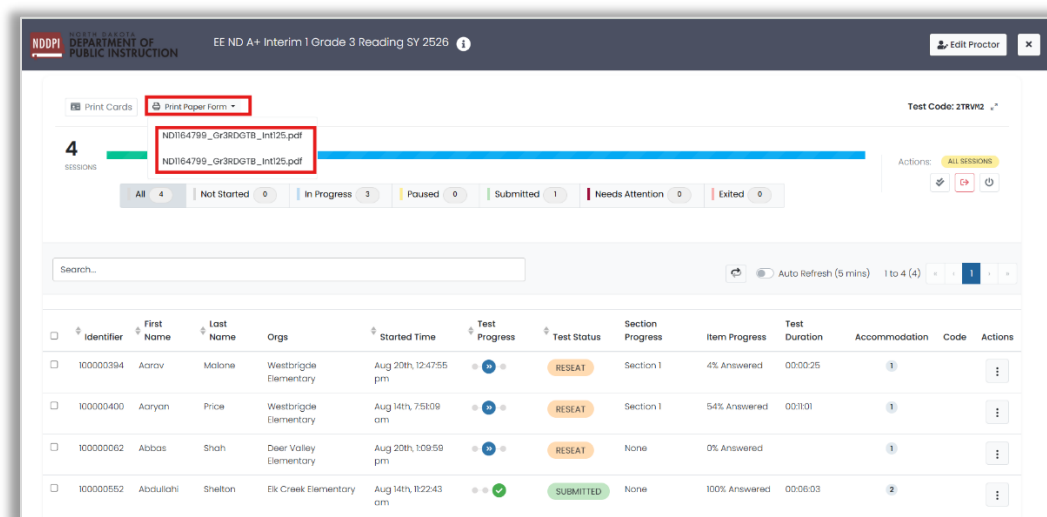 NDDPI
NORTH DAKOTA
DEPARTMENT OF
PUBLIC INSTRUCTION
EE ND A+ Interim 1 Grade 3 Reading SY 2526
Edit Proctor
Print Cards
Print Paper Form
Test Code: 2TRVM2
ND1164799_Gr3RDGTB_Int125.pdf
ND1164799_Gr3RDGTB_Int125.pdf
4
SESSIONS
Actions: ALL SESSIONS
All 4 Not Started 0 In Progress 3 Paused 0 Submitted 1 Needs Attention 0 Exited 0
Search...
Auto Refresh (5 mins) 1 to 4 (4) « ‹ 1 › »
Identifier First Name Last Name Orgs Started Time Test Progress Test Status Section Progress Item Progress Test Duration Accommodation Code Actions
100000394 Aarav Malone Westbrigde Elementary Aug 20th, 12:47:55 pm RESEAT Section 1 4% Answered 00:00:25 1
100000400 Aaryan Price Westbrigde Elementary Aug 14th, 7:51:09 am RESEAT Section 1 54% Answered 00:11:01 1
100000062 Abbas Shah Deer Valley Elementary Aug 20th, 1:09:59 pm RESEAT None 0% Answered 1
100000552 Abdullahi Shelton Elk Creek Elementary Aug 14th, 11:22:43 am SUBMITTED None 100% Answered 00:06:03 2